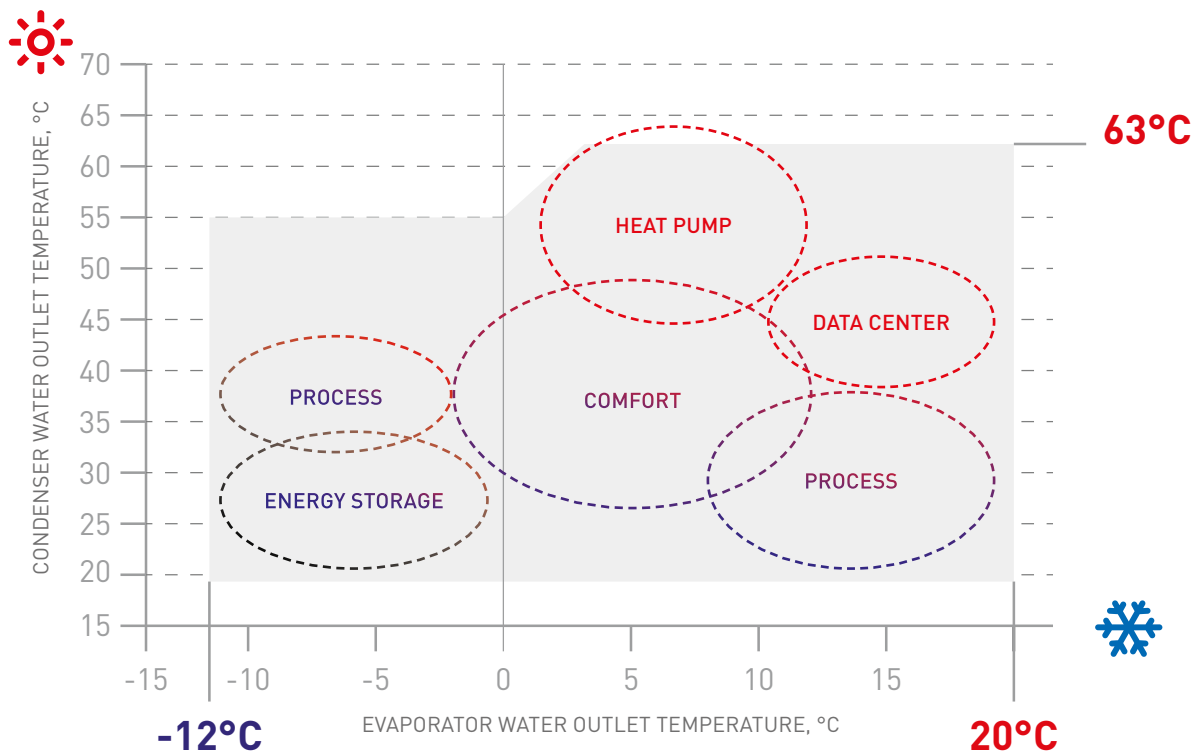 70
63°C
65
60
55
HEAT PUMP
50
45
DATA CENTER
40
PROCESS
COMFORT
35
30
PROCESS
ENERGY STORAGE
25
20
15
CONDENSER WATER OUTLET TEMPERATURE, °C
-15 -10 -5 0 5 10 15
-12°C
EVAPORATOR WATER OUTLET TEMPERATURE, °C
20°C